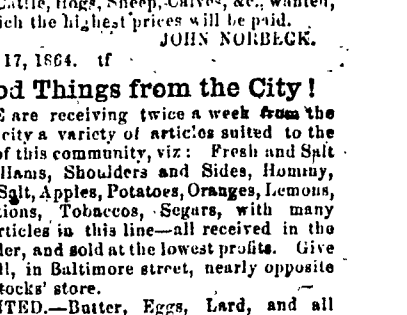 Cattle, Hogs, Sheep, Calves, &c., wanted,
ich the highest prices will be paid.
JOHN NORBECK.
17, 1864. tf
od Things from the City!
E are receiving twice a week from the
city a variety of articles suited to the
of this community, viz: Fresh and Salt
Hams, Shoulders and Sides, Hominy,
Salt, Apples, Potatoes, Oranges, Lemons,
tions, Tobaccos, Segars, with many
rticles in this line—all received in the
der, and sold at the lowest profits. Give
ll, in Baltimore street, nearly opposite
tocks' store.
NTED.—Butter, Eggs, Lard, and all